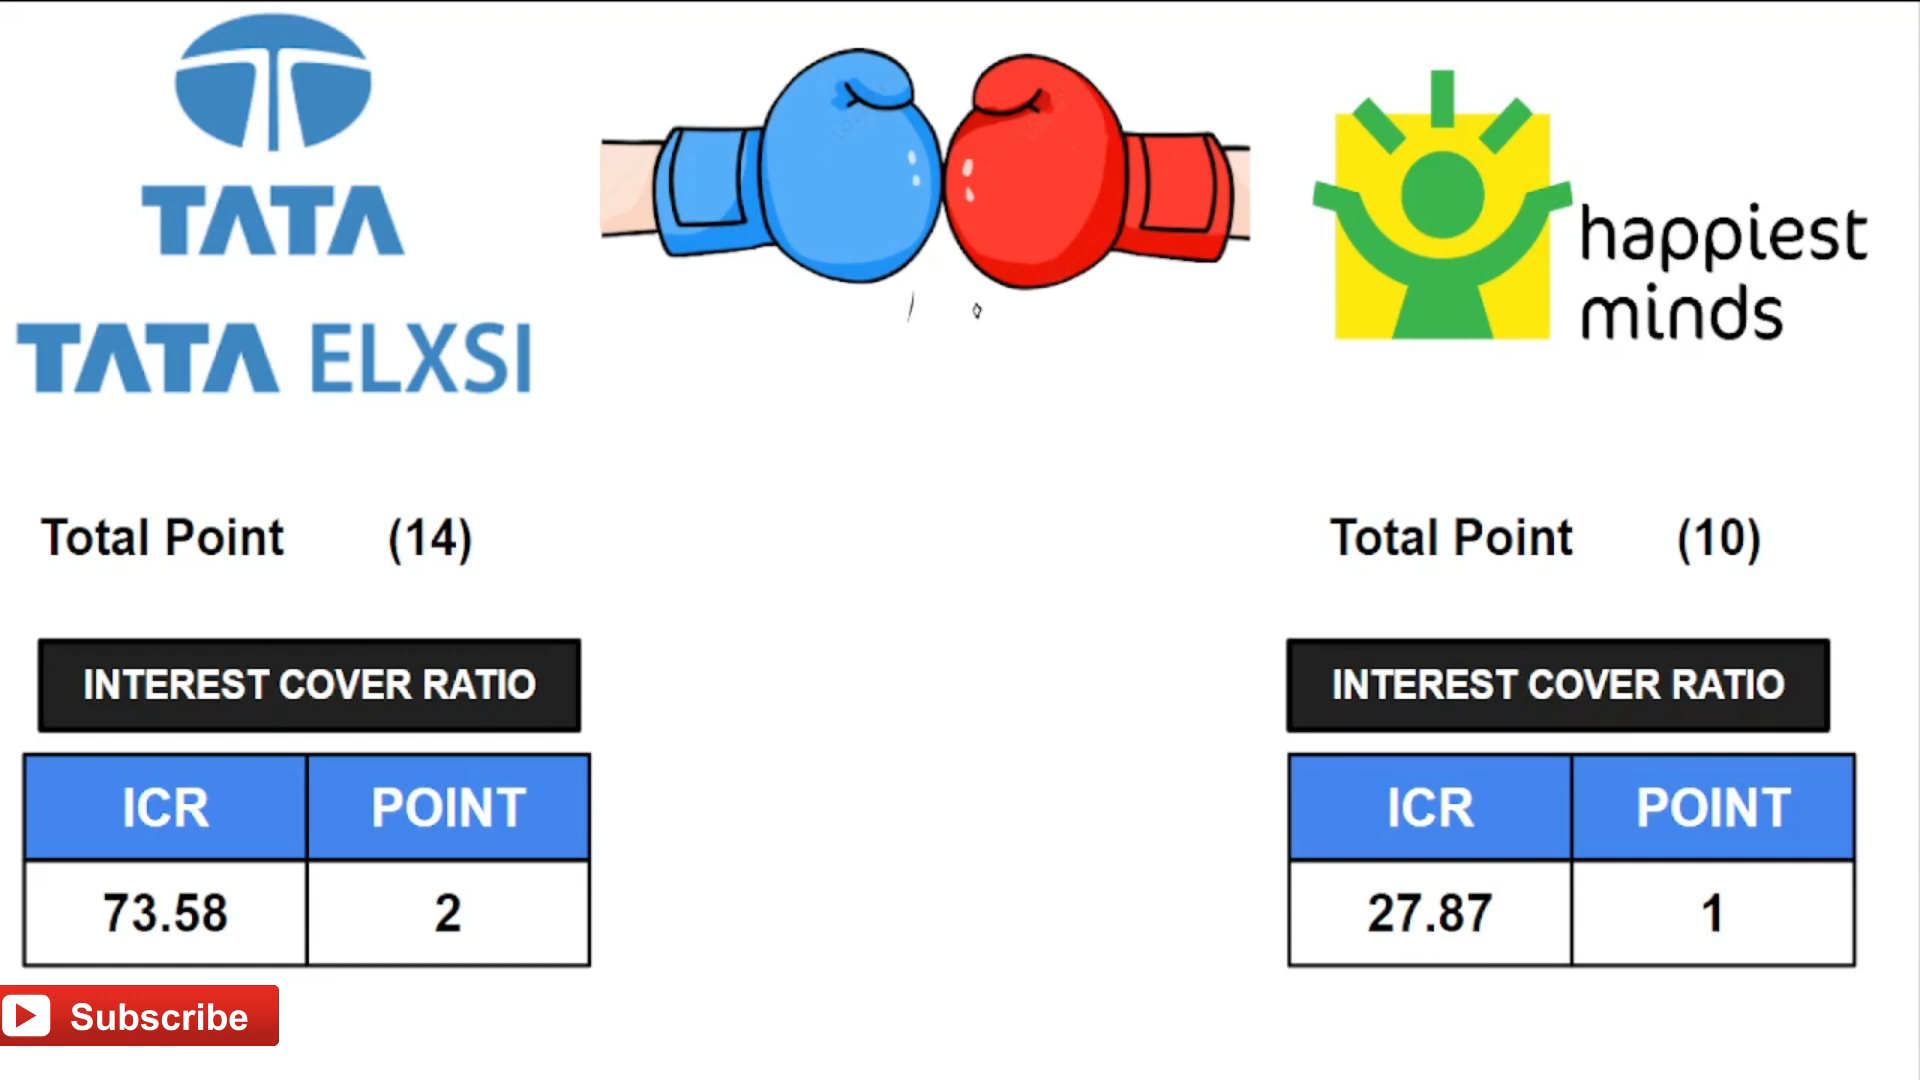 TATA
TATA ELXSI
happiest
minds
Total Point (14)
Total Point (10)
INTEREST COVER RATIO
INTEREST COVER RATIO
ICR POINT
73.58 2
ICR POINT
27.87 1
Subscribe